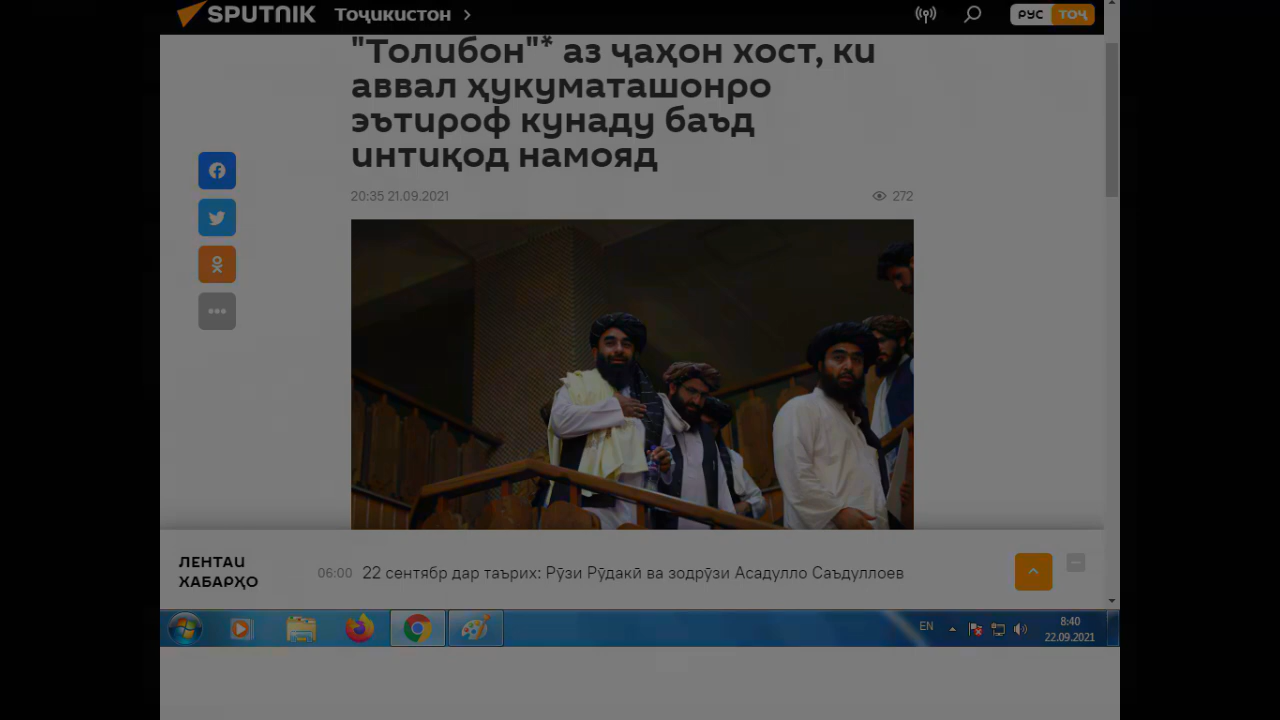 SPUTNIK Тоҷикистон
РУС ТОҶ
"Толибон"* аз ҷаҳон хост, ки
аввал ҳукуматашонро
эътироф кунаду баъд
интиқод намояд
20:35 21.09.2021
272
ЛЕНТАИ
ХАБАРҲО
06:00 22 сентябр дар таърих: Рӯзи Рӯдакӣ ва зодрӯзи Асадулло Саъдуллоев
EN
8:40
22.09.2021